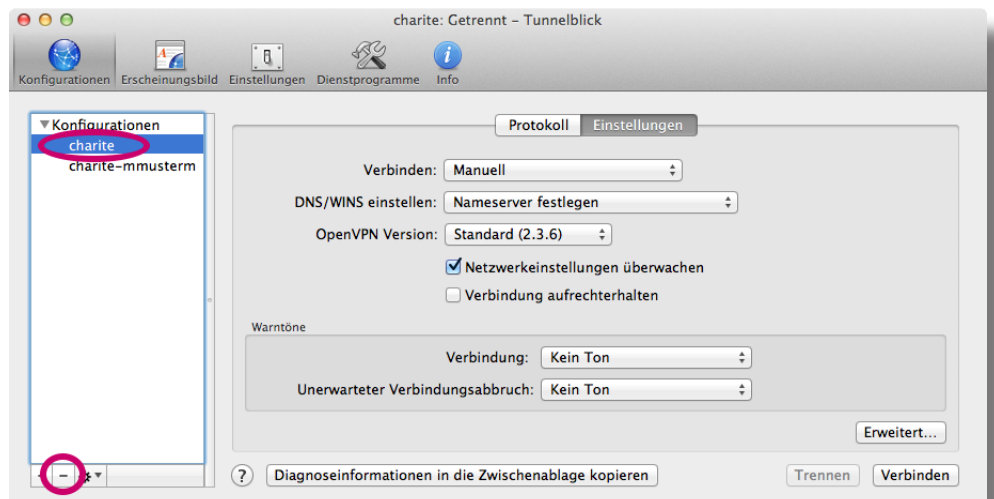 charite: Getrennt – Tunnelblick
Konfigurationen Erscheinungsbild Einstellungen Dienstprogramme Info
Konfigurationen
charite
charite-mmusterm
Protokoll Einstellungen
Verbinden: Manuell
DNS/WINS einstellen: Nameserver festlegen
OpenVPN Version: Standard (2.3.6)
Netzwerkeinstellungen überwachen
Verbindung aufrechterhalten
Warntöne
Verbindung: Kein Ton
Unerwarteter Verbindungsabbruch: Kein Ton
Erweitert...
? Diagnoseinformationen in die Zwischenablage kopieren Trennen Verbinden